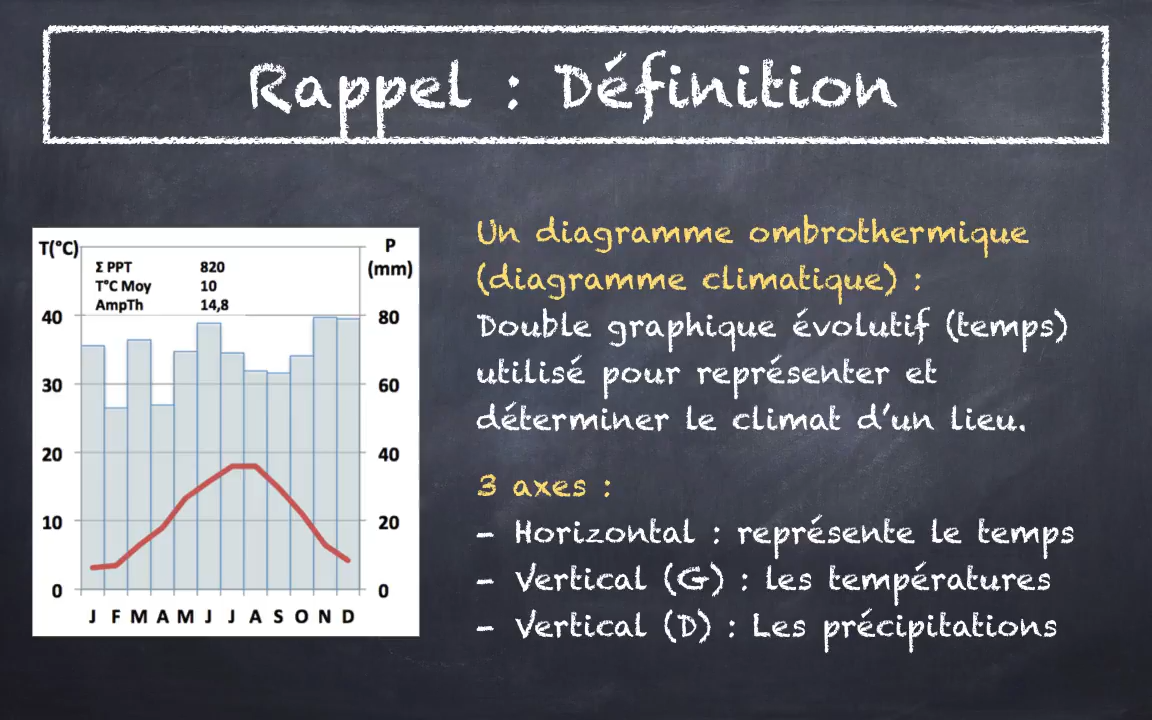 Rappel : Définition
T(°C)
P
(mm)
Σ PPT 820
T°C Moy 10
AmpTh 14,8
40 80
30 60
20 40
10 20
0 0
J F M A M J J A S O N D
Un diagramme ombrothermique
(diagramme climatique) :
Double graphique évolutif (temps)
utilisé pour représenter et
déterminer le climat d'un lieu.
3 axes :
- Horizontal : représente le temps
- Vertical (G) : les températures
- Vertical (D) : Les précipitations